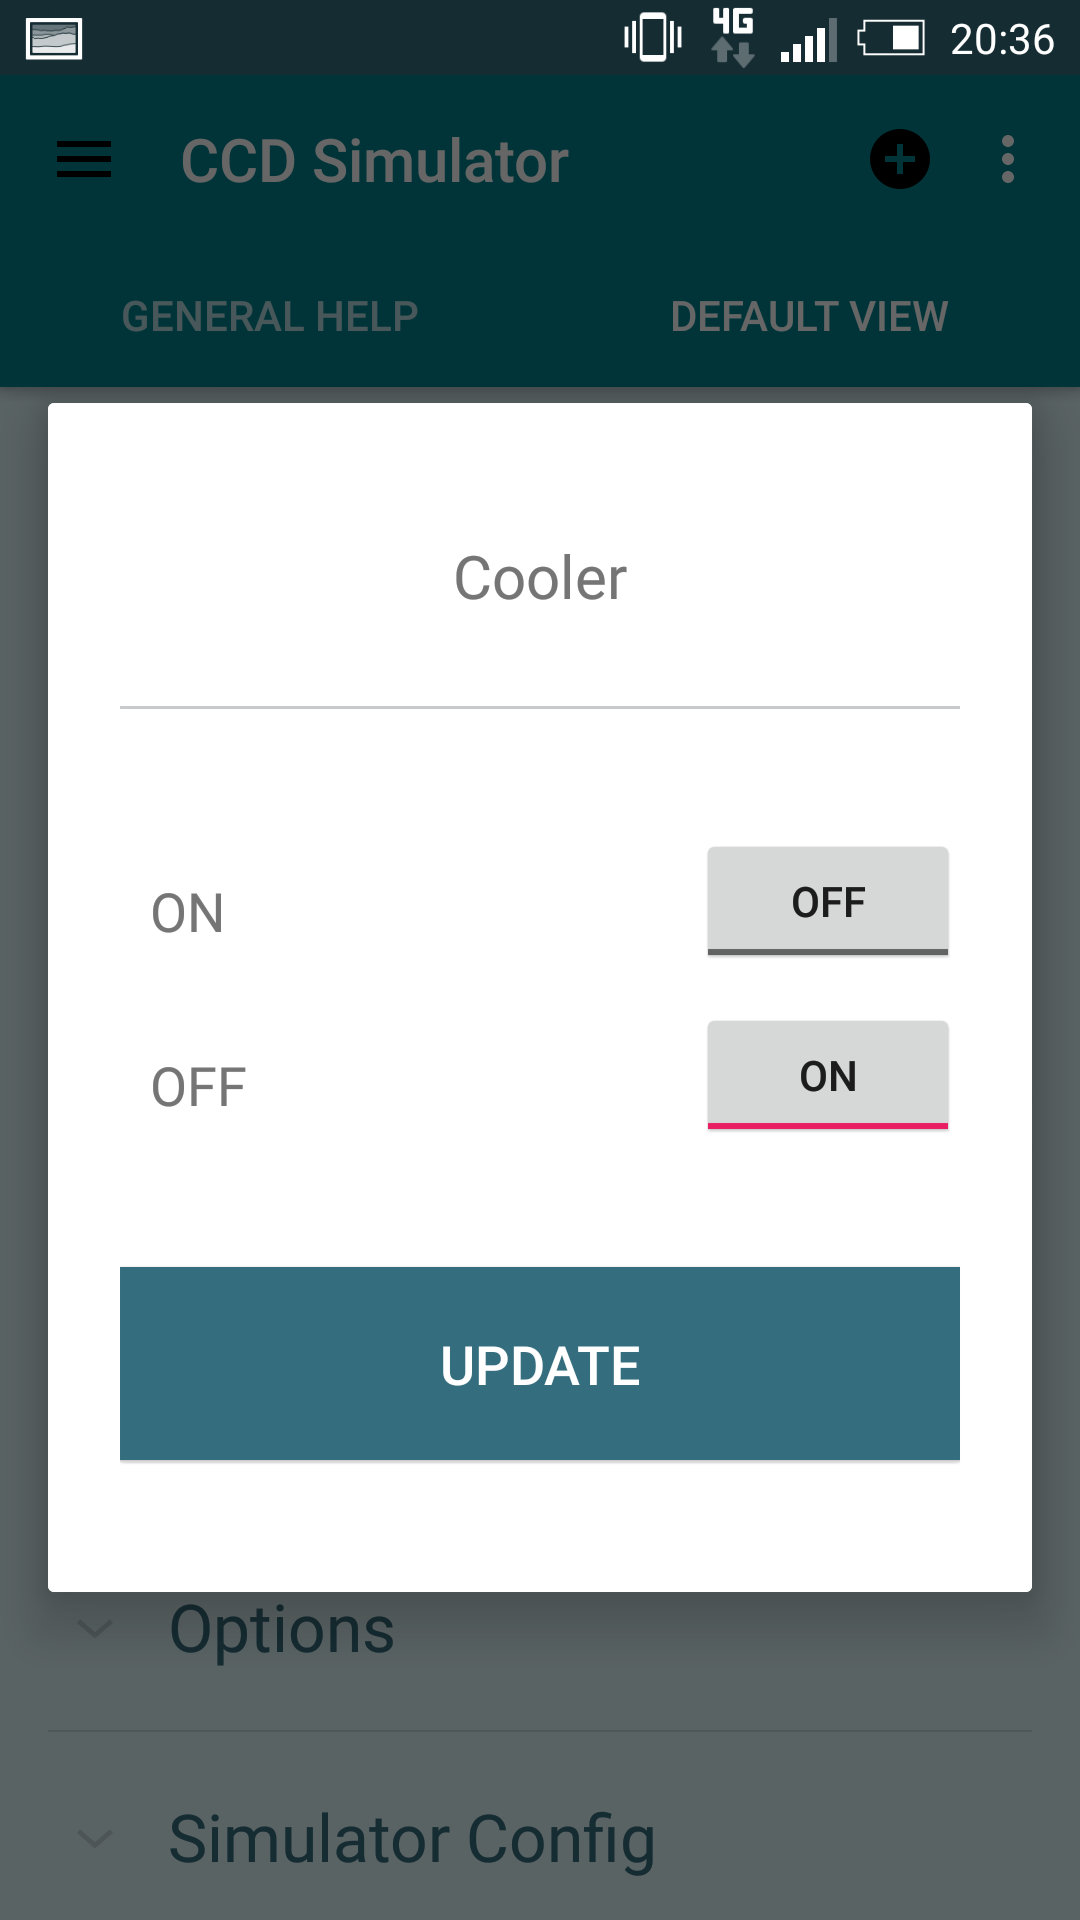 4G 20:36
CCD Simulator
GENERAL HELP DEFAULT VIEW
Cooler
ON OFF
OFF ON
UPDATE
Options
Simulator Config